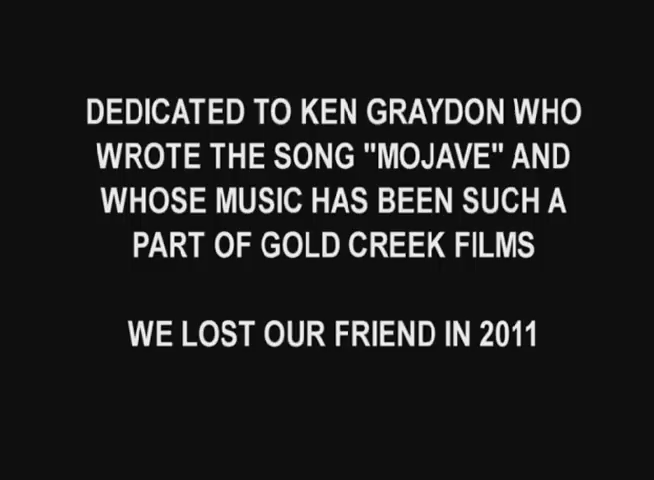 DEDICATED TO KEN GRAYDON WHO
WROTE THE SONG "MOJAVE" AND
WHOSE MUSIC HAS BEEN SUCH A
PART OF GOLD CREEK FILMS
WE LOST OUR FRIEND IN 2011